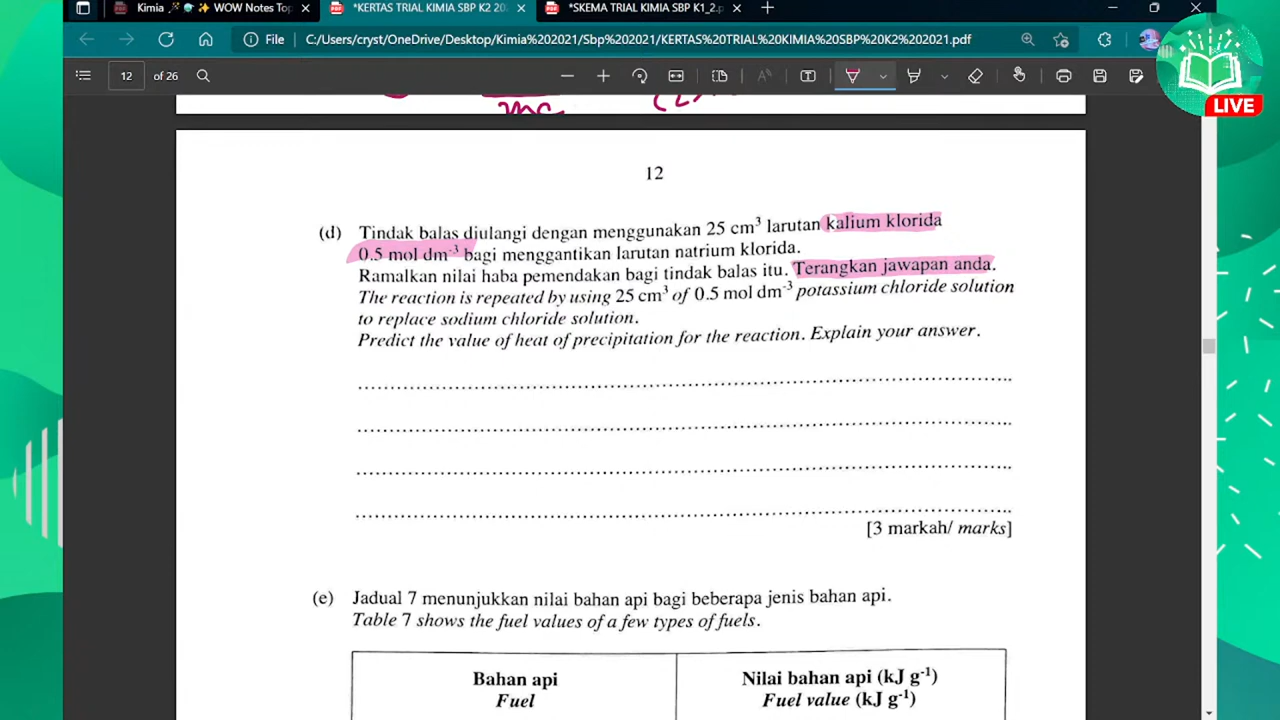 Kimia 🪄 🧪 ✨ WOW Notes Top
*KERTAS TRIAL KIMIA SBP K2 202
*SKEMA TRIAL KIMIA SBP K1_2.p
File
C:/Users/cryst/OneDrive/Desktop/Kimia%202021/Sbp%202021/KERTAS%20TRIAL%20KIMIA%20SBP%20K2%202021.pdf
LIVE
12 of 26
mc
12
(d) Tindak balas diulangi dengan menggunakan 25 cm³ larutan kalium klorida
0.5 mol dm⁻³ bagi menggantikan larutan natrium klorida.
Ramalkan nilai haba pemendakan bagi tindak balas itu. Terangkan jawapan anda.
The reaction is repeated by using 25 cm³ of 0.5 mol dm⁻³ potassium chloride solution
to replace sodium chloride solution.
Predict the value of heat of precipitation for the reaction. Explain your answer.
[3 markah/ marks]
(e) Jadual 7 menunjukkan nilai bahan api bagi beberapa jenis bahan api.
Table 7 shows the fuel values of a few types of fuels.
Bahan api
Fuel
Nilai bahan api (kJ g⁻¹)
Fuel value (kJ g⁻¹)